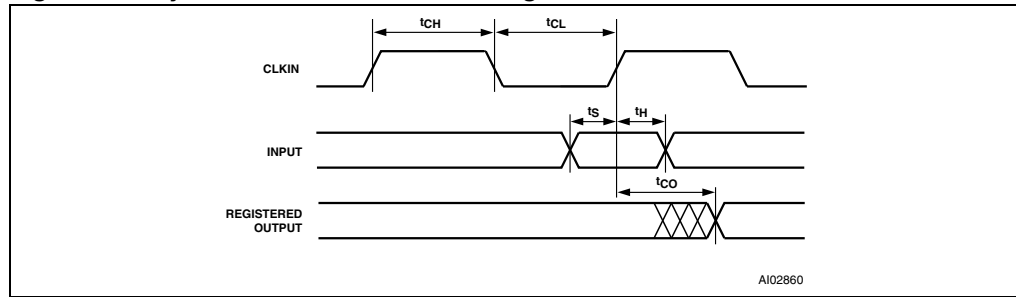 tCH
tCL
CLKIN
tS
tH
INPUT
tCO
REGISTERED
OUTPUT
AI02860